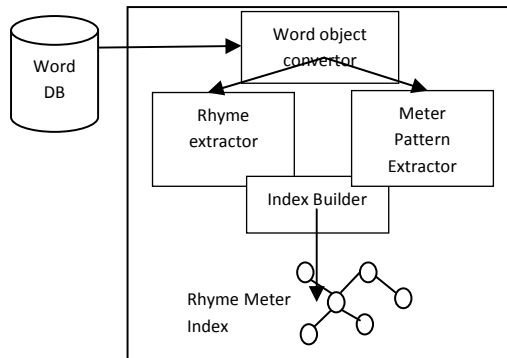 Word
DB
Word object
convertor
Rhyme
extractor
Meter
Pattern
Extractor
Index Builder
Rhyme Meter
Index